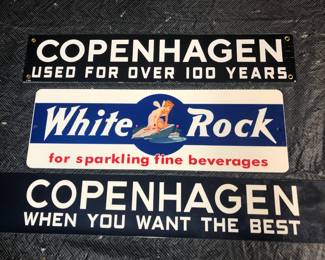 COPENHAGEN
USED FOR OVER 100 YEARS
White Rock
for sparkling fine beverages
COPENHAGEN
WHEN YOU WANT THE BEST